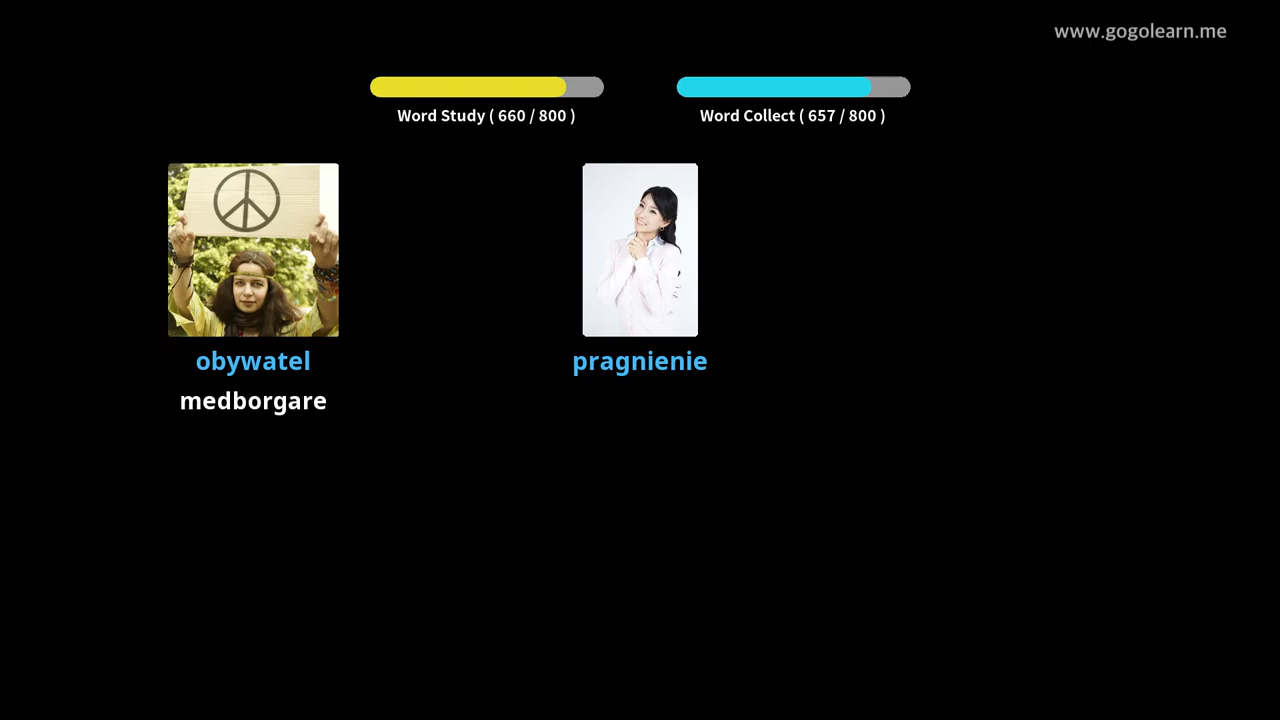 www.gogolearn.me
Word Study ( 660 / 800 )
Word Collect ( 657 / 800 )
obywatel
medborgare
pragnienie